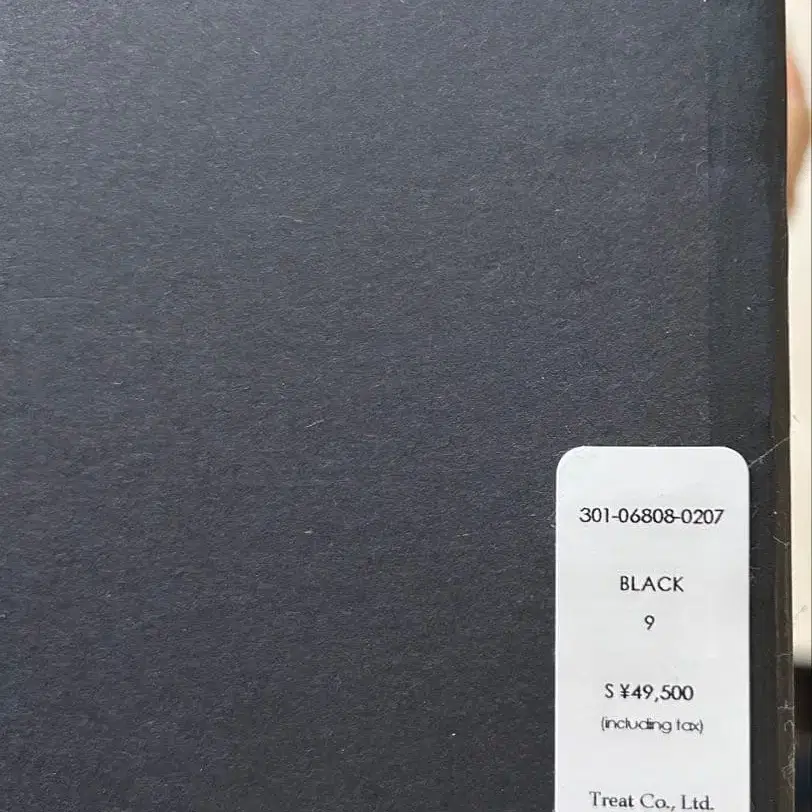 301-06808-0207
BLACK
9
S ¥49,500
(including tax)
Treat Co., Ltd.